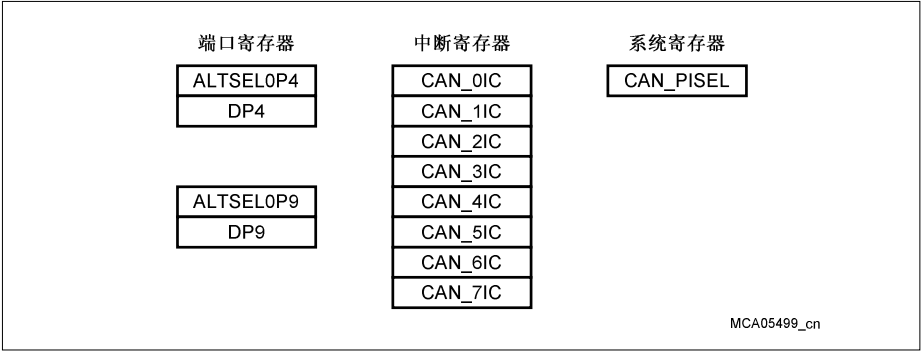 端口寄存器
ALTSEL0P4
DP4
ALTSEL0P9
DP9
中断寄存器
CAN_0IC
CAN_1IC
CAN_2IC
CAN_3IC
CAN_4IC
CAN_5IC
CAN_6IC
CAN_7IC
系统寄存器
CAN_PISEL
MCA05499_cn